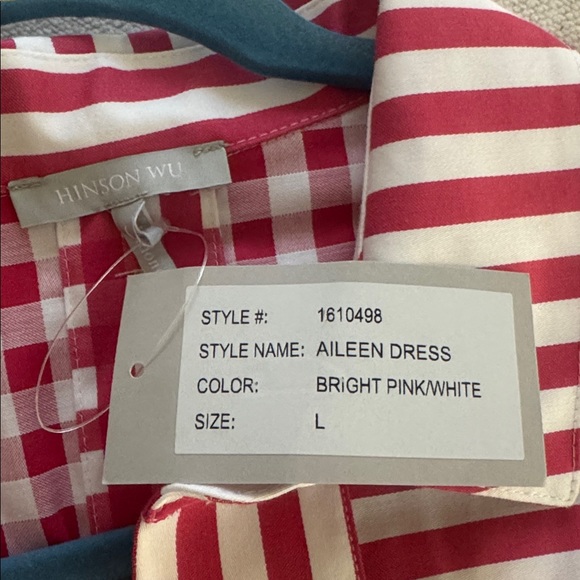 HINSON WU
STYLE #: 1610498
STYLE NAME: AILEEN DRESS
COLOR: BRIGHT PINK/WHITE
SIZE: L